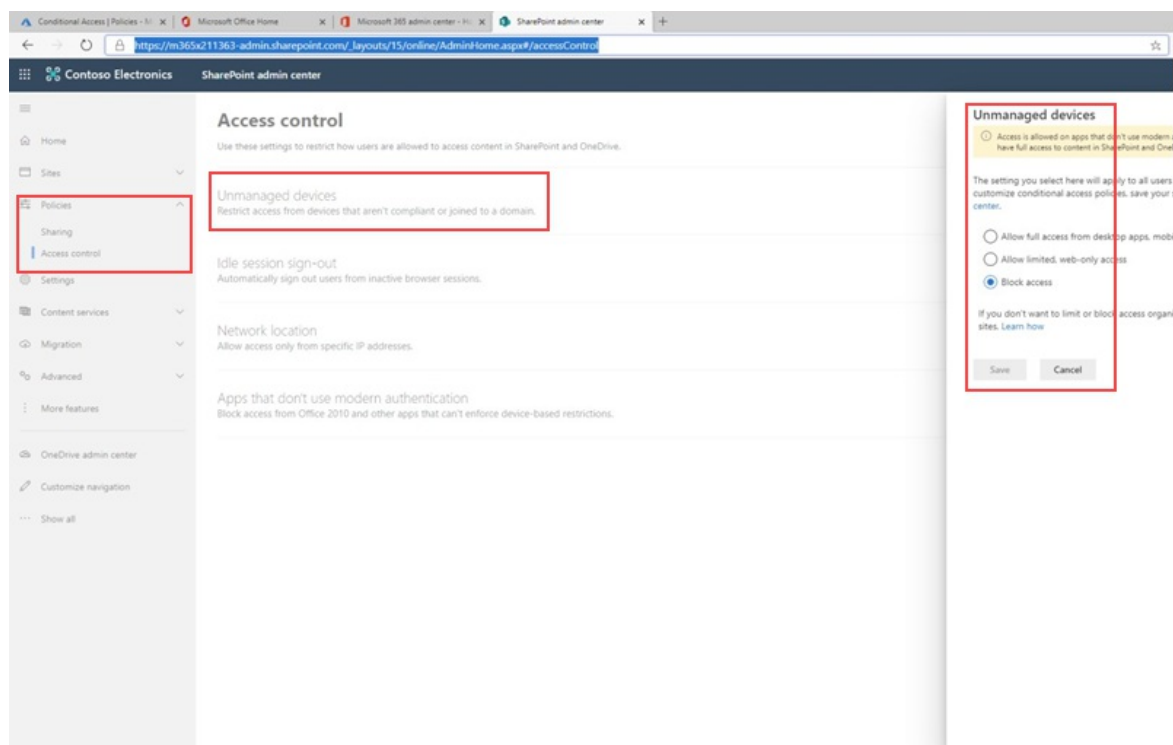 Conditional Access | Policies - Mi
Microsoft Office Home
Microsoft 365 admin center - Ho
SharePoint admin center
https://m365x211363-admin.sharepoint.com/_layouts/15/online/AdminHome.aspx#/accessControl
Contoso Electronics
SharePoint admin center
Home
Sites
Policies
Sharing
Access control
Settings
Content services
Migration
Advanced
More features
OneDrive admin center
Customize navigation
Show all
Access control
Use these settings to restrict how users are allowed to access content in SharePoint and OneDrive.
Unmanaged devices
Restrict access from devices that aren't compliant or joined to a domain.
Idle session sign-out
Automatically sign out users from inactive browser sessions.
Network location
Allow access only from specific IP addresses.
Apps that don't use modern authentication
Block access from Office 2010 and other apps that can't enforce device-based restrictions.
Unmanaged devices
Access is allowed on apps that don't use modern
have full access to content in SharePoint and One
The setting you select here will apply to all users
customize conditional access policies, save your
center.
Allow full access from desktop apps, mobi
Allow limited, web-only access
Block access
If you don't want to limit or block access organi
sites. Learn how
Save
Cancel